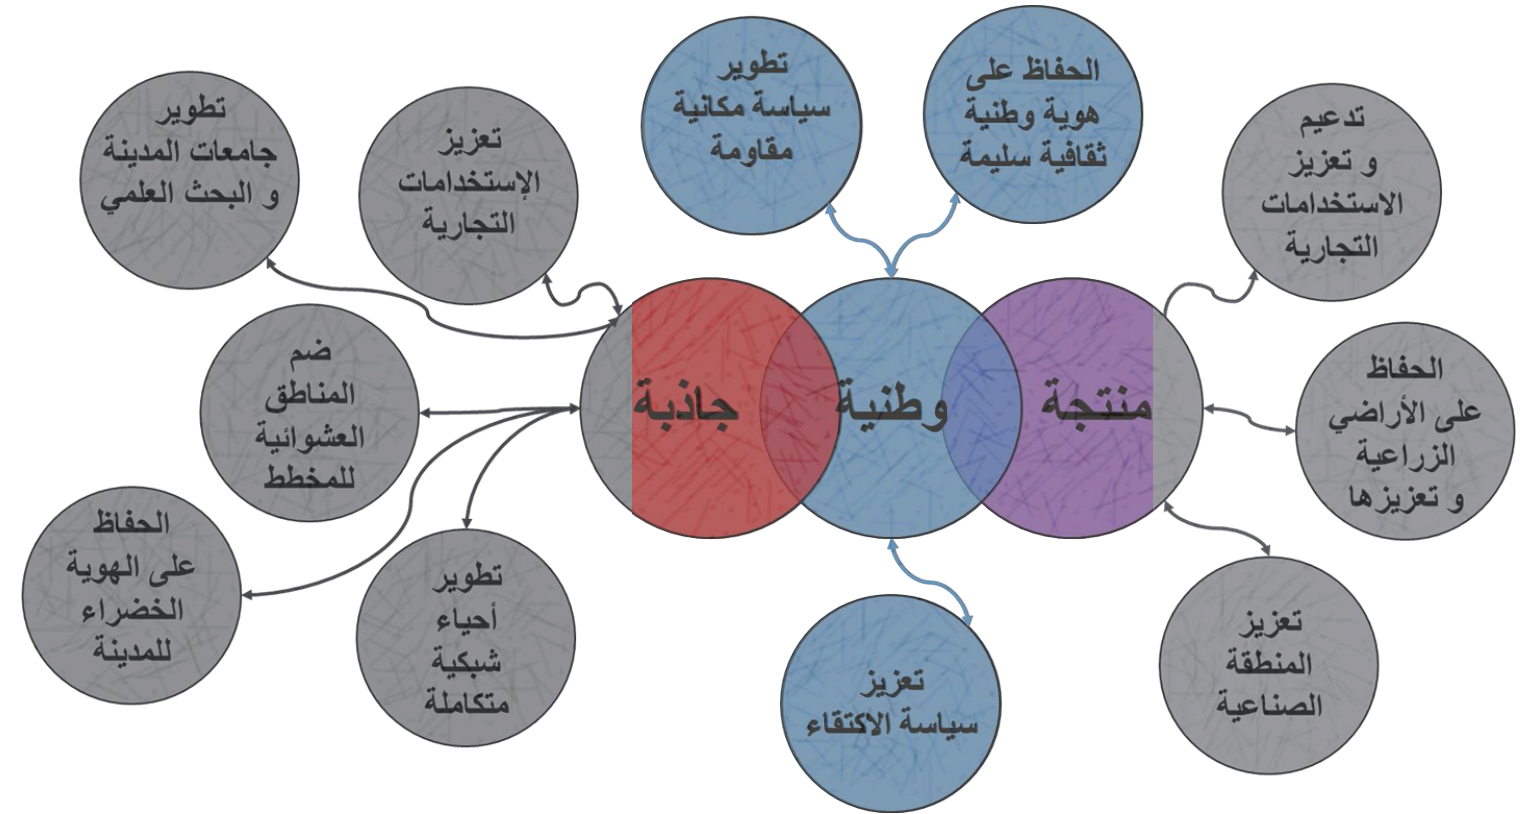 الحفاظ على
هوية وطنية
ثقافية سليمة
تطوير
سياسة مكانية
مقاومة
تدعيم
و تعزيز
الاستخدامات
التجارية
تعزيز
الإستخدامات
التجارية
تطوير
جامعات المدينة
و البحث العلمي
منتجة
وطنية
جاذبة
الحفاظ
على الأراضي
الزراعية
و تعزيزها
ضم
المناطق
العشوائية
للمخطط
تعزيز
المنطقة
الصناعية
تعزيز
سياسة الاكتقاء
تطوير
أحياء
شبكية
متكاملة
الحفاظ
على الهوية
الخضراء
للمدينة